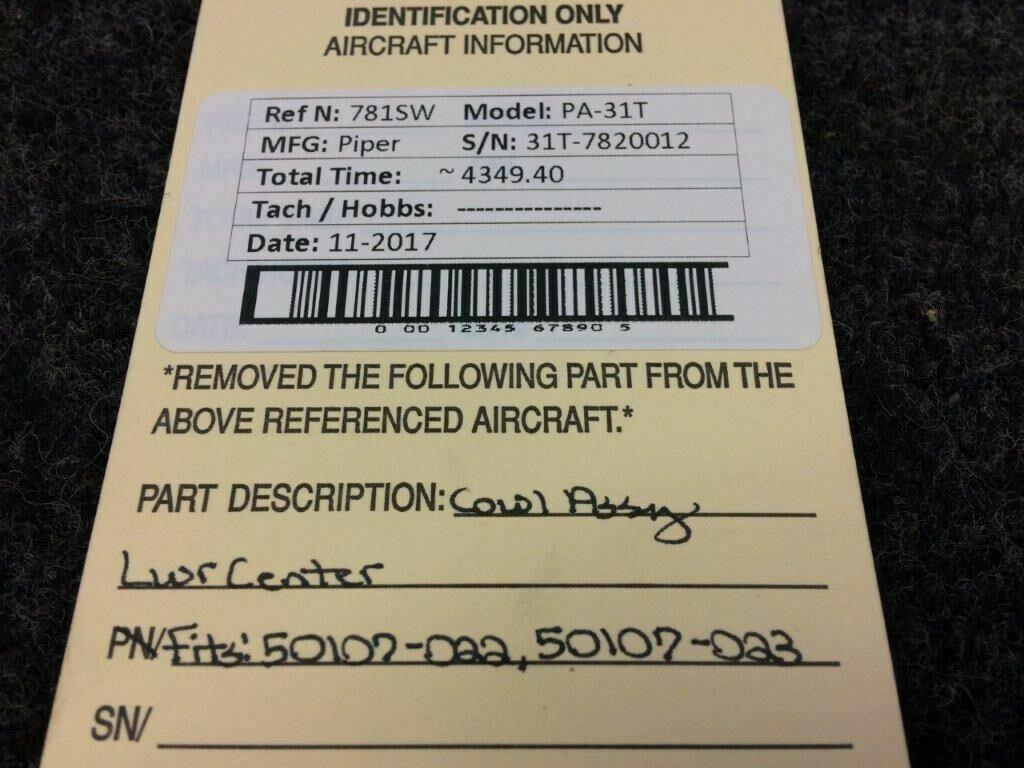 IDENTIFICATION ONLY
AIRCRAFT INFORMATION
Ref N: 781SW Model: PA-31T
MFG: Piper S/N: 31T-7820012
Total Time: ~ 4349.40
Tach / Hobbs: ---------------
Date: 11-2017
0 00 12345 67890 5
*REMOVED THE FOLLOWING PART FROM THE
ABOVE REFERENCED AIRCRAFT.*
PART DESCRIPTION: Cowl Assy
Lwr Center
PN/ Fits: 50107-022, 50107-023
SN/